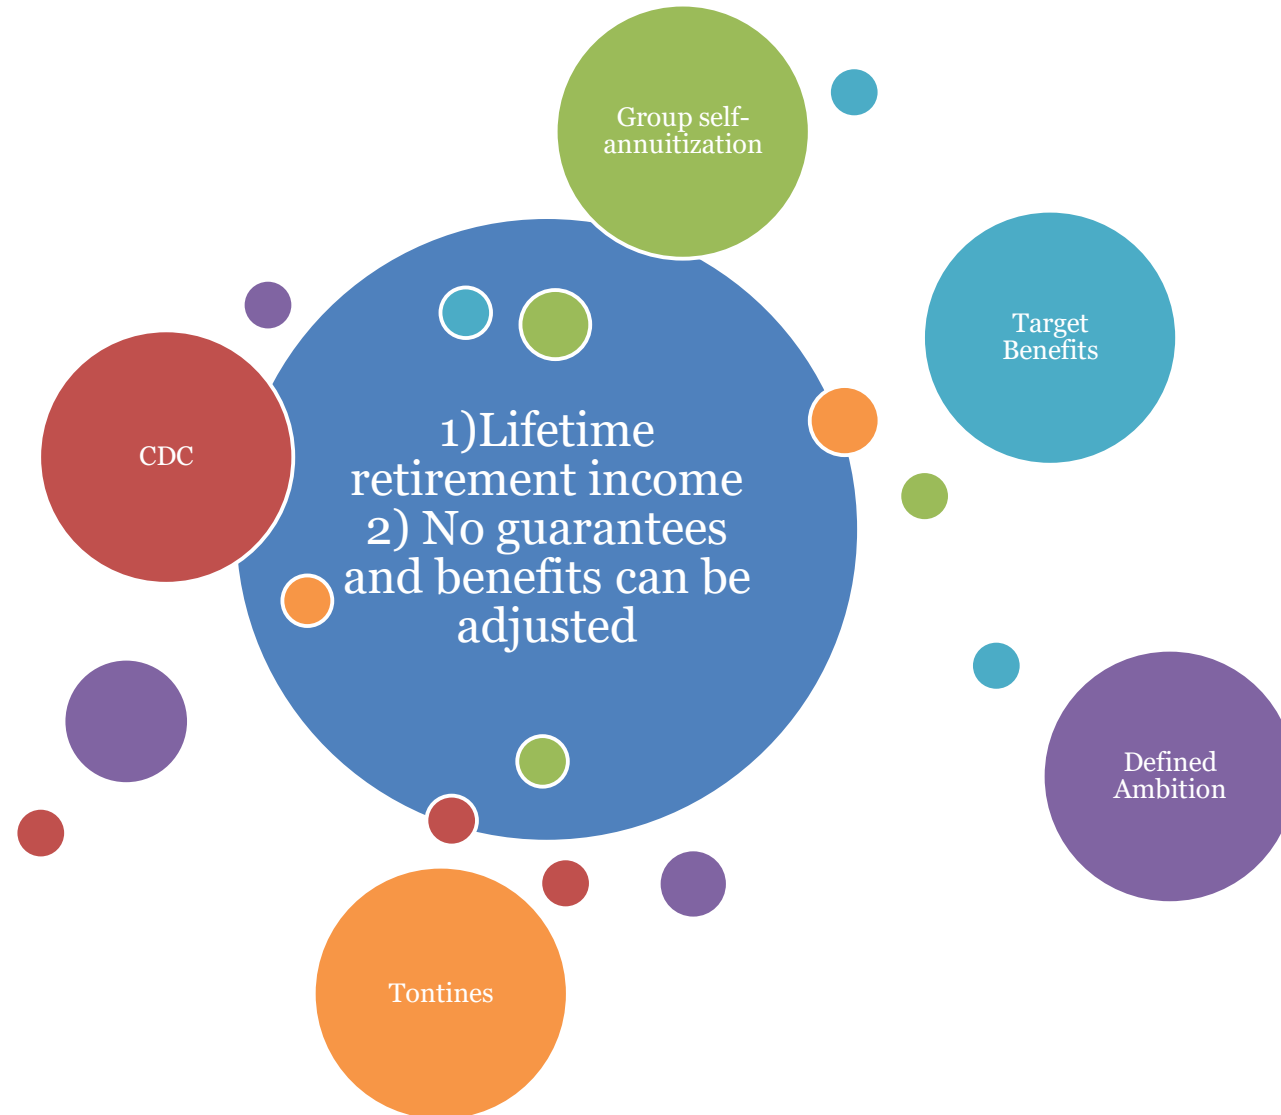 Group self-
annuitization
Target
Benefits
CDC
1)Lifetime
retirement income
2) No guarantees
and benefits can be
adjusted
Defined
Ambition
Tontines